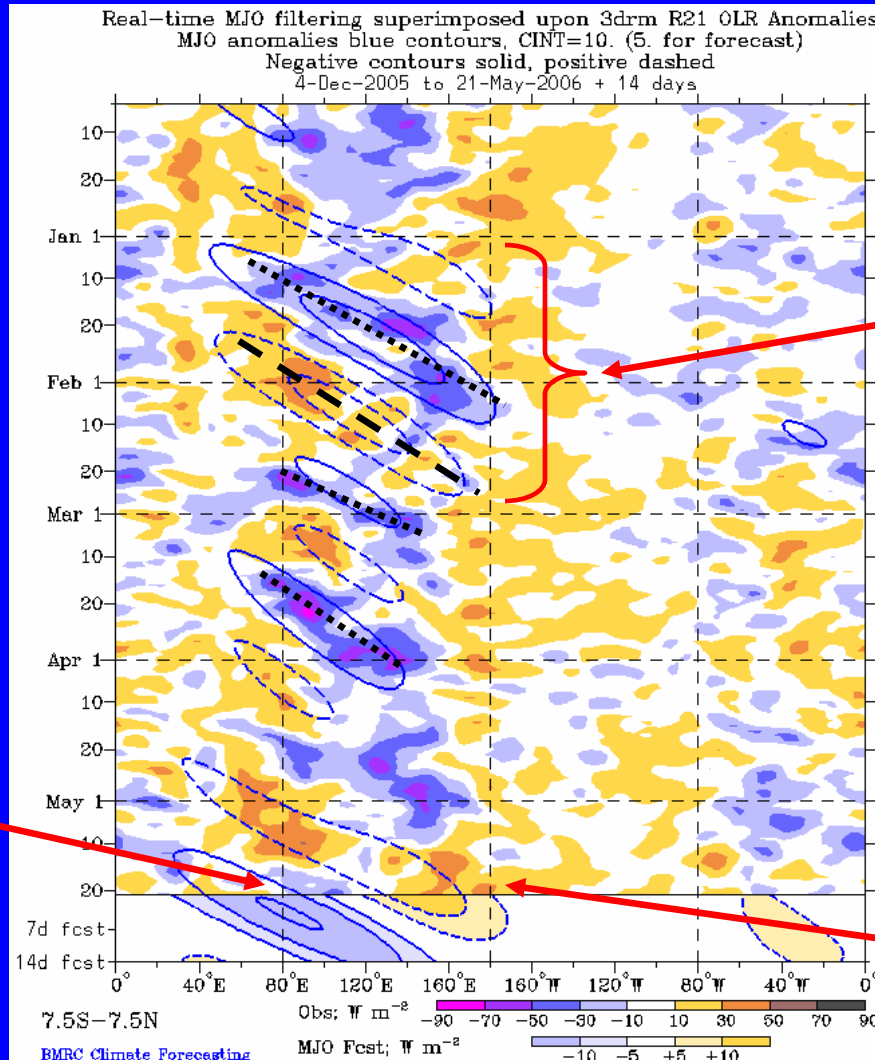 Real-time MJO filtering superimposed upon 3drm R21 OLR Anomalies
MJO anomalies blue contours, CINT=10. (5. for forecast)
Negative contours solid, positive dashed
4-Dec-2005 to 21-May-2006 + 14 days
10
20
Jan 1
10
20
Feb 1
10
20
Mar 1
10
20
Apr 1
10
20
May 1
10
20
7d fcst
14d fcst
0° 40°E 80°E 120°E 160°E 160°W 120°W 80°W 40°W 0°
7.5S-7.5N
Obs; W m⁻²
-90 -70 -50 -30 -10 10 30 50 70 90
BMRC Climate Forecasting
MJO Fcst; W m⁻²
-10 -5 +5 +10